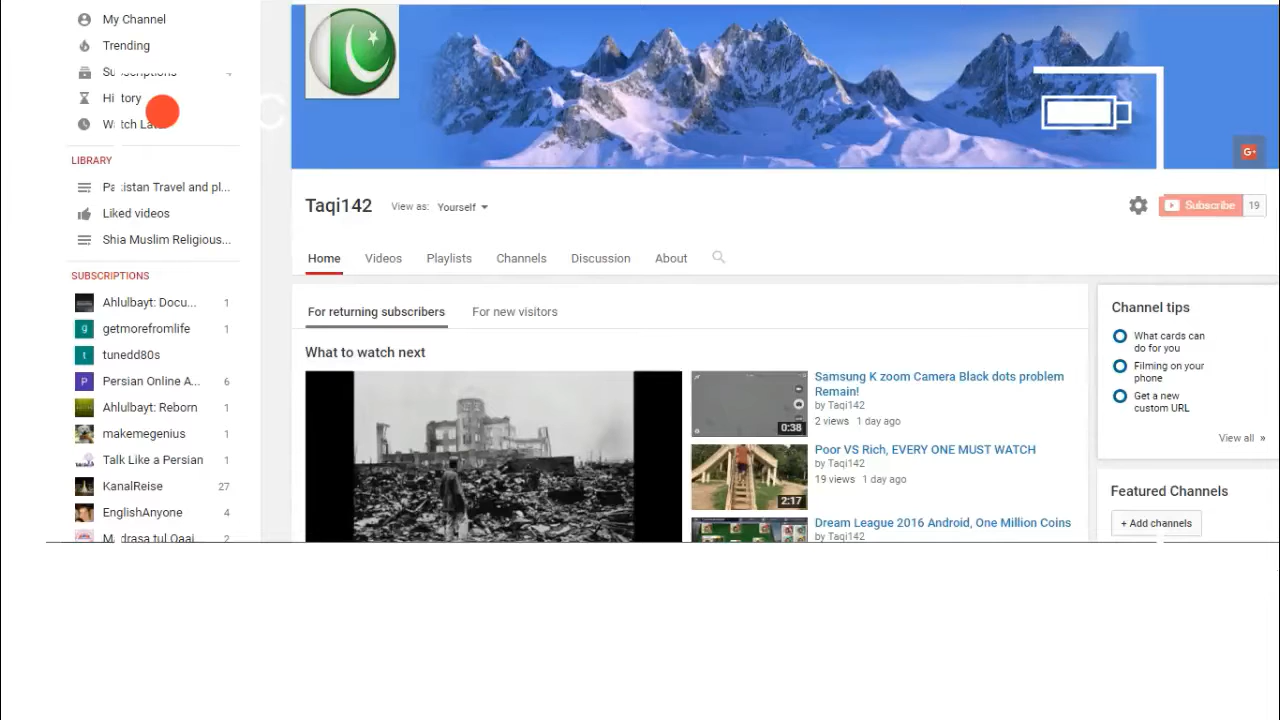 My Channel
Trending
History
LIBRARY
Pakistan Travel and pl...
Liked videos
Shia Muslim Religious...
SUBSCRIPTIONS
Ahlulbayt: Docu... 1
getmorefromlife 1
tunedd80s
Persian Online A... 6
Ahlulbayt: Reborn 1
makemegenius 1
Talk Like a Persian 1
KanalReise 27
EnglishAnyone 4
Taqi142
View as: Yourself
Subscribe 19
Home Videos Playlists Channels Discussion About
For returning subscribers For new visitors
What to watch next
Samsung K zoom Camera Black dots problem
Remain!
by Taqi142
2 views 1 day ago
0:38
Poor VS Rich, EVERY ONE MUST WATCH
by Taqi142
19 views 1 day ago
2:17
Dream League 2016 Android, One Million Coins
by Taqi142
Channel tips
What cards can
do for you
Filming on your
phone
Get a new
custom URL
View all »
Featured Channels
+ Add channels
G+